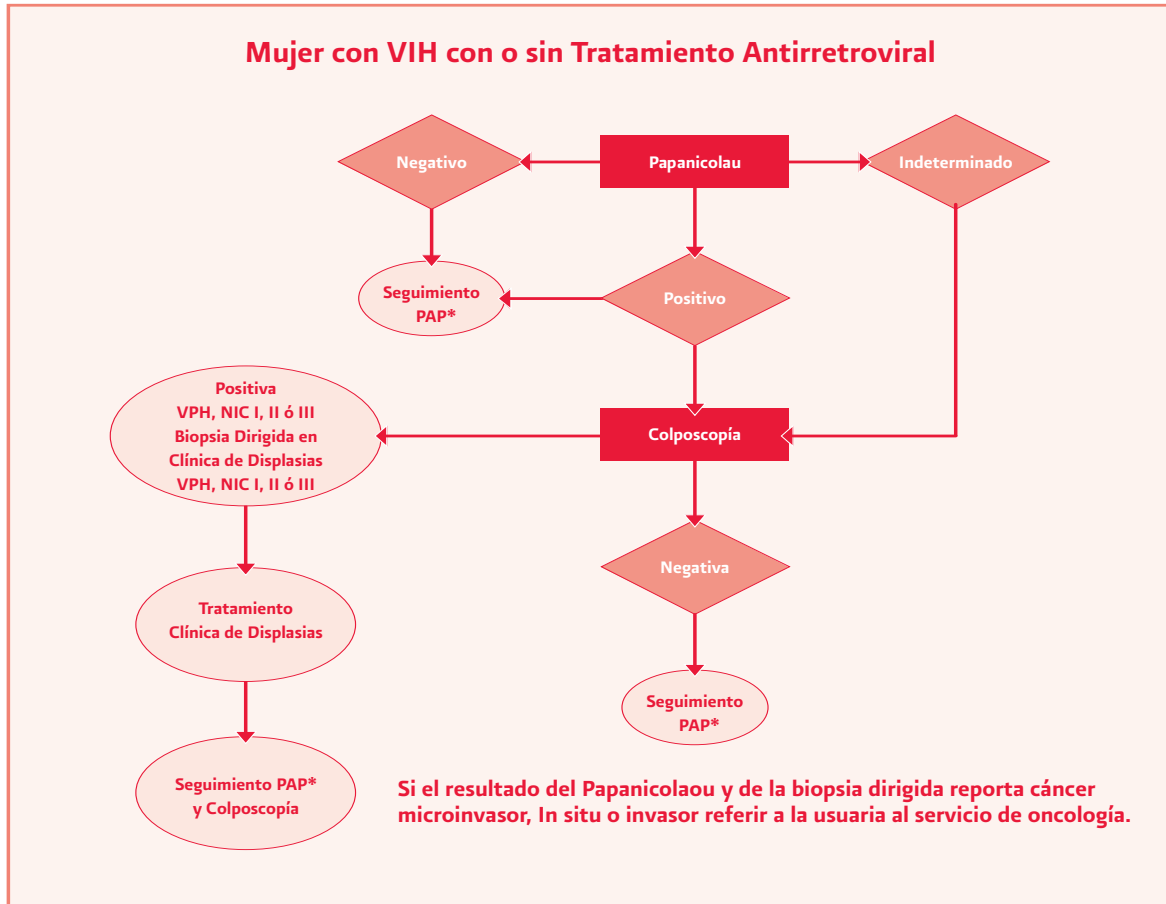 Mujer con VIH con o sin Tratamiento Antirretroviral
Negativo
Papanicolau
Indeterminado
Seguimiento
PAP*
Positivo
Positiva
VPH, NIC I, II ó III
Biopsia Dirigida en
Clínica de Displasias
VPH, NIC I, II ó III
Colposcopía
Negativa
Tratamiento
Clínica de Displasias
Seguimiento
PAP*
Seguimiento PAP*
y Colposcopía
Si el resultado del Papanicolaou y de la biopsia dirigida reporta cáncer
microinvasor, In situ o invasor referir a la usuaria al servicio de oncología.